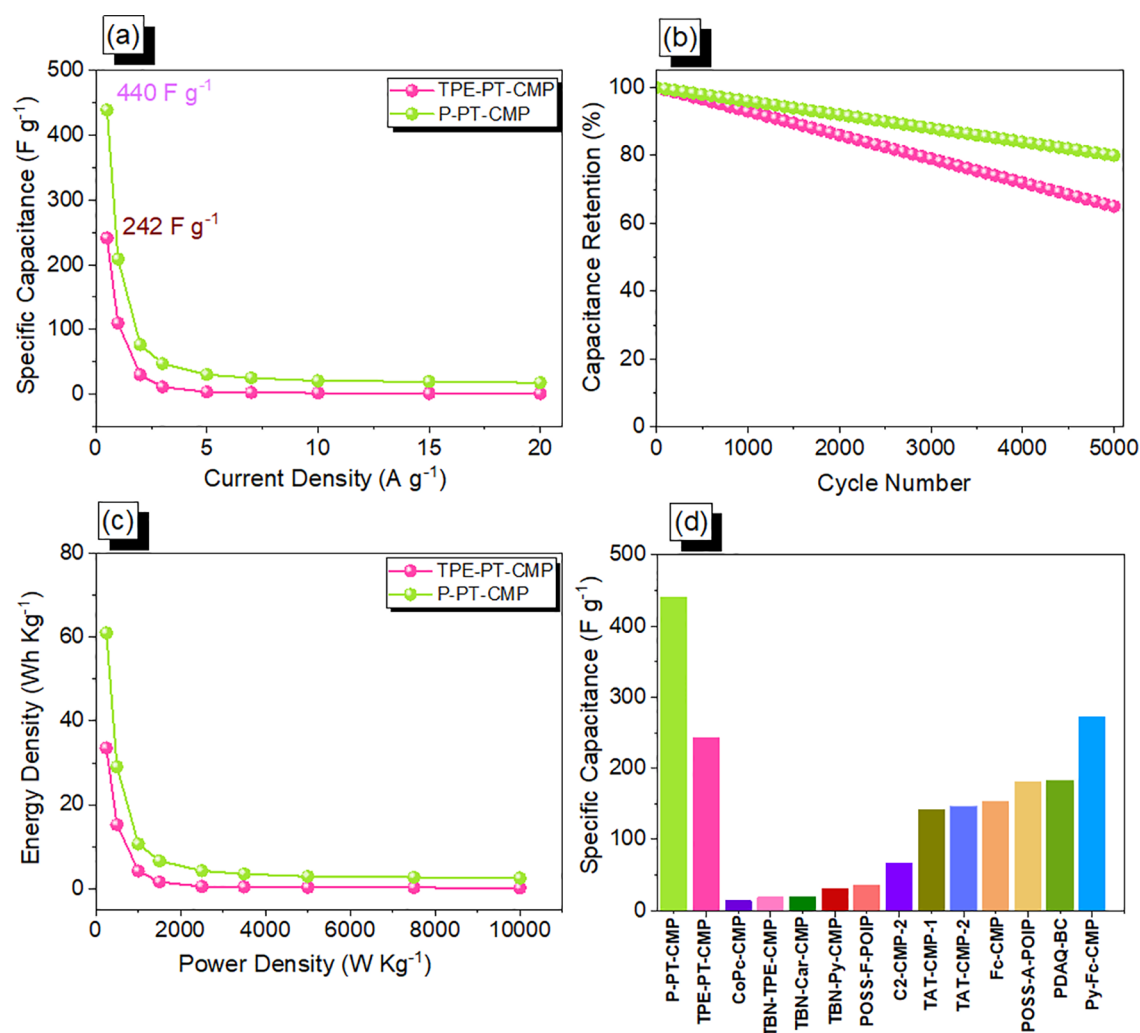 (a)
500
400
300
200
100
0
Specific Capacitance (F g⁻¹)
440 F g⁻¹
242 F g⁻¹
TPE-PT-CMP
P-PT-CMP
0 5 10 15 20
Current Density (A g⁻¹)
(b)
100
80
60
40
20
0
Capacitance Retention (%)
0 1000 2000 3000 4000 5000
Cycle Number
(c)
80
60
40
20
0
Energy Density (Wh Kg⁻¹)
TPE-PT-CMP
P-PT-CMP
0 2000 4000 6000 8000 10000
Power Density (W Kg⁻¹)
(d)
500
400
300
200
100
0
Specific Capacitance (F g⁻¹)
P-PT-CMP
TPE-PT-CMP
CoPc-CMP
TBN-TPE-CMP
TBN-Car-CMP
TBN-Py-CMP
POSS-F-POIP
C2-CMP-2
TAT-CMP-1
TAT-CMP-2
Fc-CMP
POSS-A-POIP
PDAQ-BC
Py-Fc-CMP